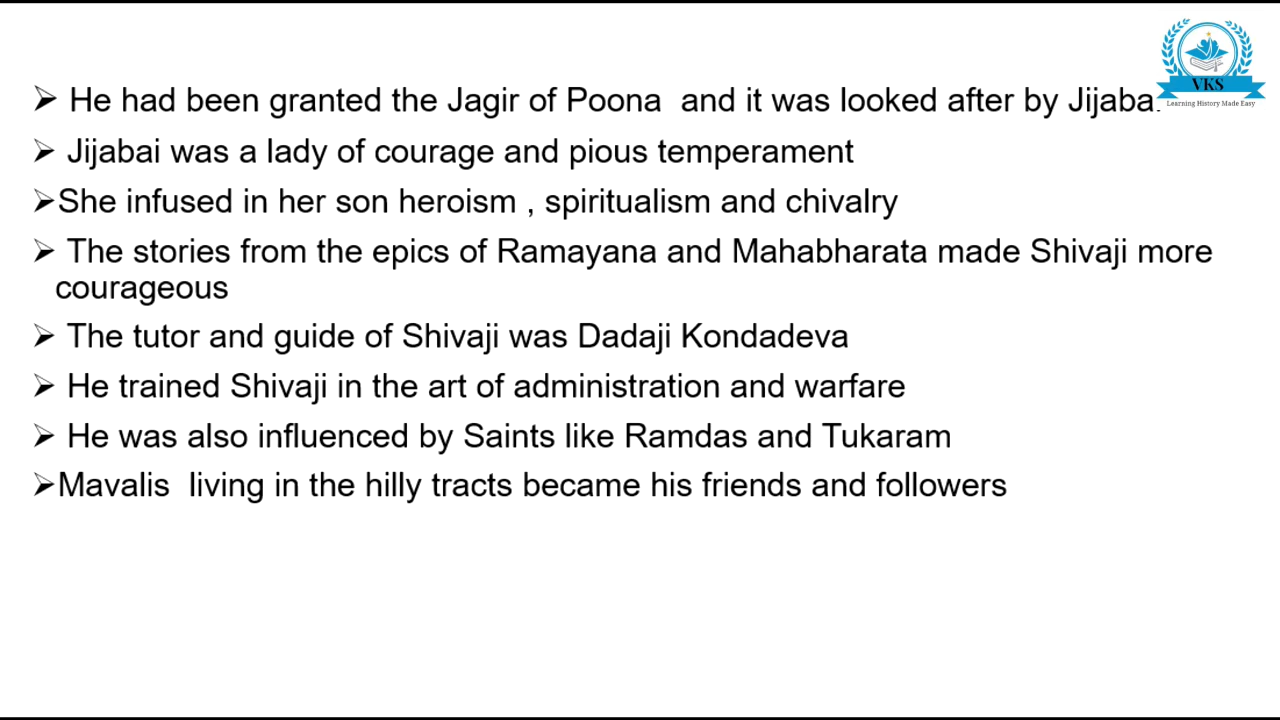 ➢ He had been granted the Jagir of Poona and it was looked after by
➢ Jijabai was a lady of courage and pious temperament
➢She infused in her son heroism , spiritualism and chivalry
➢ The stories from the epics of Ramayana and Mahabharata made Shivaji more
courageous
➢ The tutor and guide of Shivaji was Dadaji Kondadeva
➢ He trained Shivaji in the art of administration and warfare
➢ He was also influenced by Saints like Ramdas and Tukaram
➢Mavalis living in the hilly tracts became his friends and followers
VKS
Learning History Made Easy